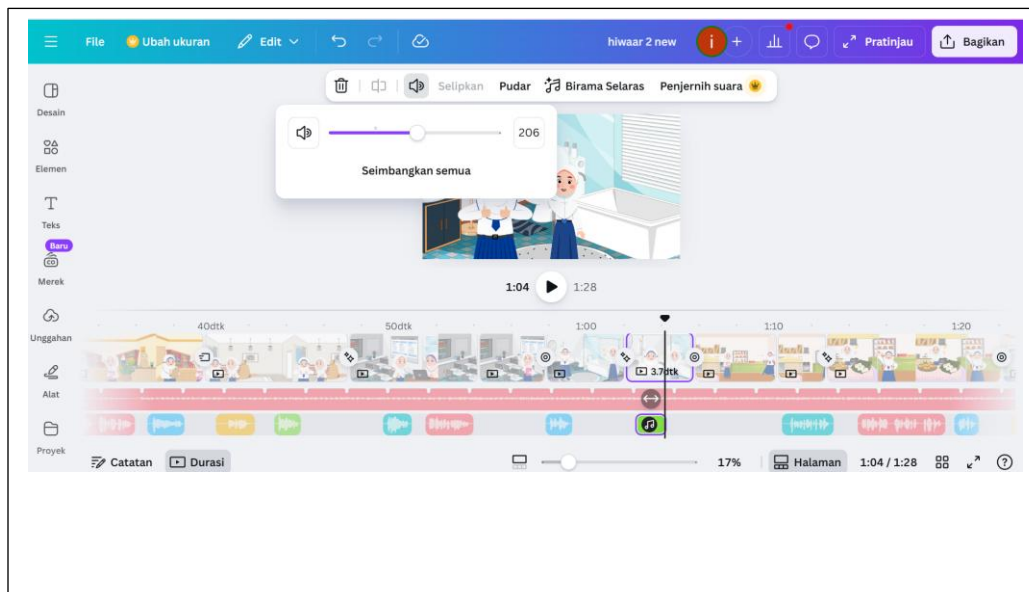 File Ubah ukuran Edit hiwaar 2 new i + Pratinjau Bagikan
Selipkan Pudar Birama Selaras Penjernih suara
206
Seimbangkan semua
Desain
Elemen
Teks
Baru
Merek
Unggahan
Alat
Proyek
1:04 1:28
40dtk 50dtk 1:00 1:10 1:20
3.7dtk
Catatan Durasi 17% Halaman 1:04 / 1:28